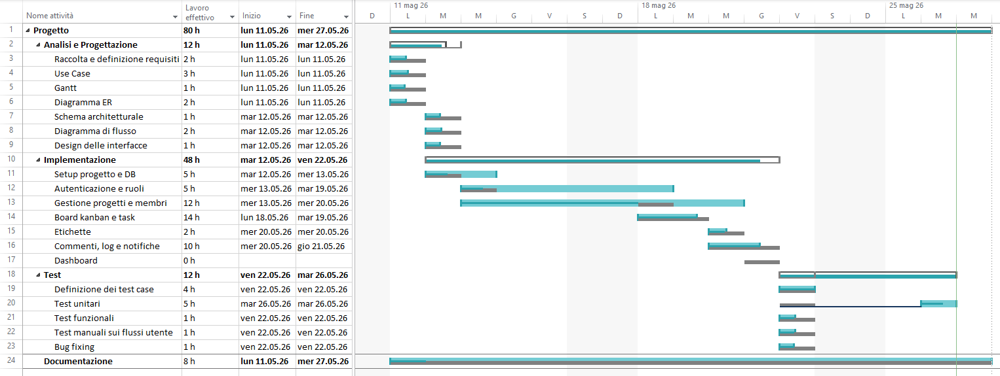 Nome attività Lavoro effettivo Inizio Fine
11 mag 26 18 mag 26 25 mag 26
D L M M G V S D L M M G V S D L M M
1 Progetto 80 h lun 11.05.26 mer 27.05.26
2 Analisi e Progettazione 12 h lun 11.05.26 mar 12.05.26
3 Raccolta e definizione requisiti 2 h lun 11.05.26 lun 11.05.26
4 Use Case 3 h lun 11.05.26 lun 11.05.26
5 Gantt 1 h lun 11.05.26 lun 11.05.26
6 Diagramma ER 2 h lun 11.05.26 lun 11.05.26
7 Schema architetturale 1 h mar 12.05.26 mar 12.05.26
8 Diagramma di flusso 2 h mar 12.05.26 mar 12.05.26
9 Design delle interfacce 1 h mar 12.05.26 mar 12.05.26
10 Implementazione 48 h mar 12.05.26 ven 22.05.26
11 Setup progetto e DB 5 h mar 12.05.26 mer 13.05.26
12 Autenticazione e ruoli 5 h mer 13.05.26 mar 19.05.26
13 Gestione progetti e membri 12 h mer 13.05.26 mer 20.05.26
14 Board kanban e task 14 h lun 18.05.26 mar 19.05.26
15 Etichette 2 h mer 20.05.26 mer 20.05.26
16 Commenti, log e notifiche 10 h mer 20.05.26 gio 21.05.26
17 Dashboard 0 h
18 Test 12 h ven 22.05.26 mar 26.05.26
19 Definizione dei test case 4 h ven 22.05.26 ven 22.05.26
20 Test unitari 5 h mar 26.05.26 mar 26.05.26
21 Test funzionali 1 h ven 22.05.26 ven 22.05.26
22 Test manuali sui flussi utente 1 h ven 22.05.26 ven 22.05.26
23 Bug fixing 1 h ven 22.05.26 ven 22.05.26
24 Documentazione 8 h lun 11.05.26 mer 27.05.26